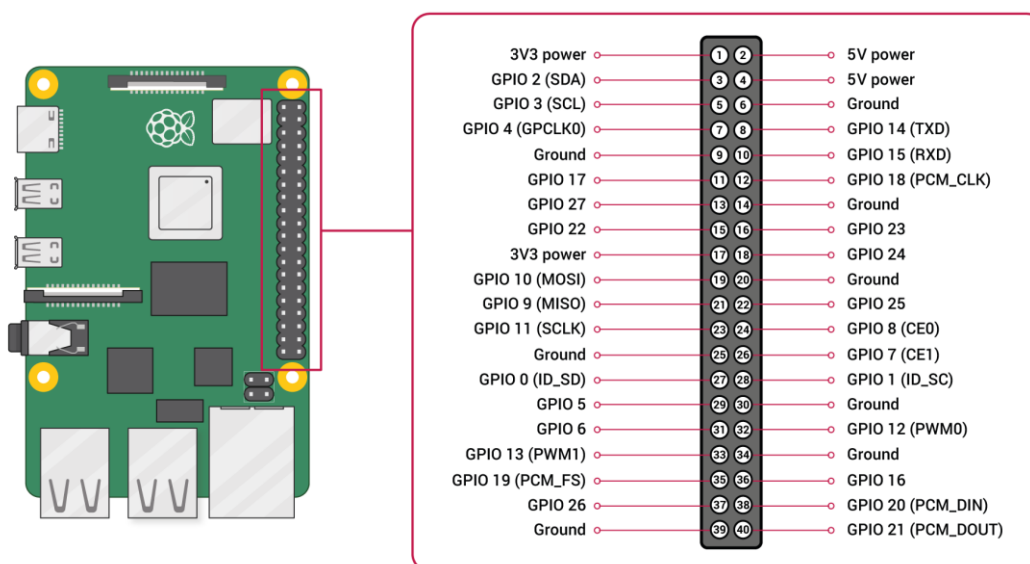 3V3 power 1 2 5V power
GPIO 2 (SDA) 3 4 5V power
GPIO 3 (SCL) 5 6 Ground
GPIO 4 (GPCLK0) 7 8 GPIO 14 (TXD)
Ground 9 10 GPIO 15 (RXD)
GPIO 17 11 12 GPIO 18 (PCM_CLK)
GPIO 27 13 14 Ground
GPIO 22 15 16 GPIO 23
3V3 power 17 18 GPIO 24
GPIO 10 (MOSI) 19 20 Ground
GPIO 9 (MISO) 21 22 GPIO 25
GPIO 11 (SCLK) 23 24 GPIO 8 (CE0)
Ground 25 26 GPIO 7 (CE1)
GPIO 0 (ID_SD) 27 28 GPIO 1 (ID_SC)
GPIO 5 29 30 Ground
GPIO 6 31 32 GPIO 12 (PWM0)
GPIO 13 (PWM1) 33 34 Ground
GPIO 19 (PCM_FS) 35 36 GPIO 16
GPIO 26 37 38 GPIO 20 (PCM_DIN)
Ground 39 40 GPIO 21 (PCM_DOUT)